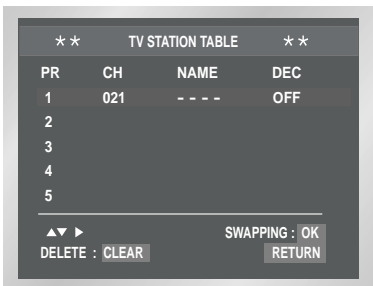 ** TV STATION TABLE **
PR CH NAME DEC
1 021 - - - - OFF
2
3
4
5
▲▼ ▶ SWAPPING : OK
DELETE : CLEAR RETURN